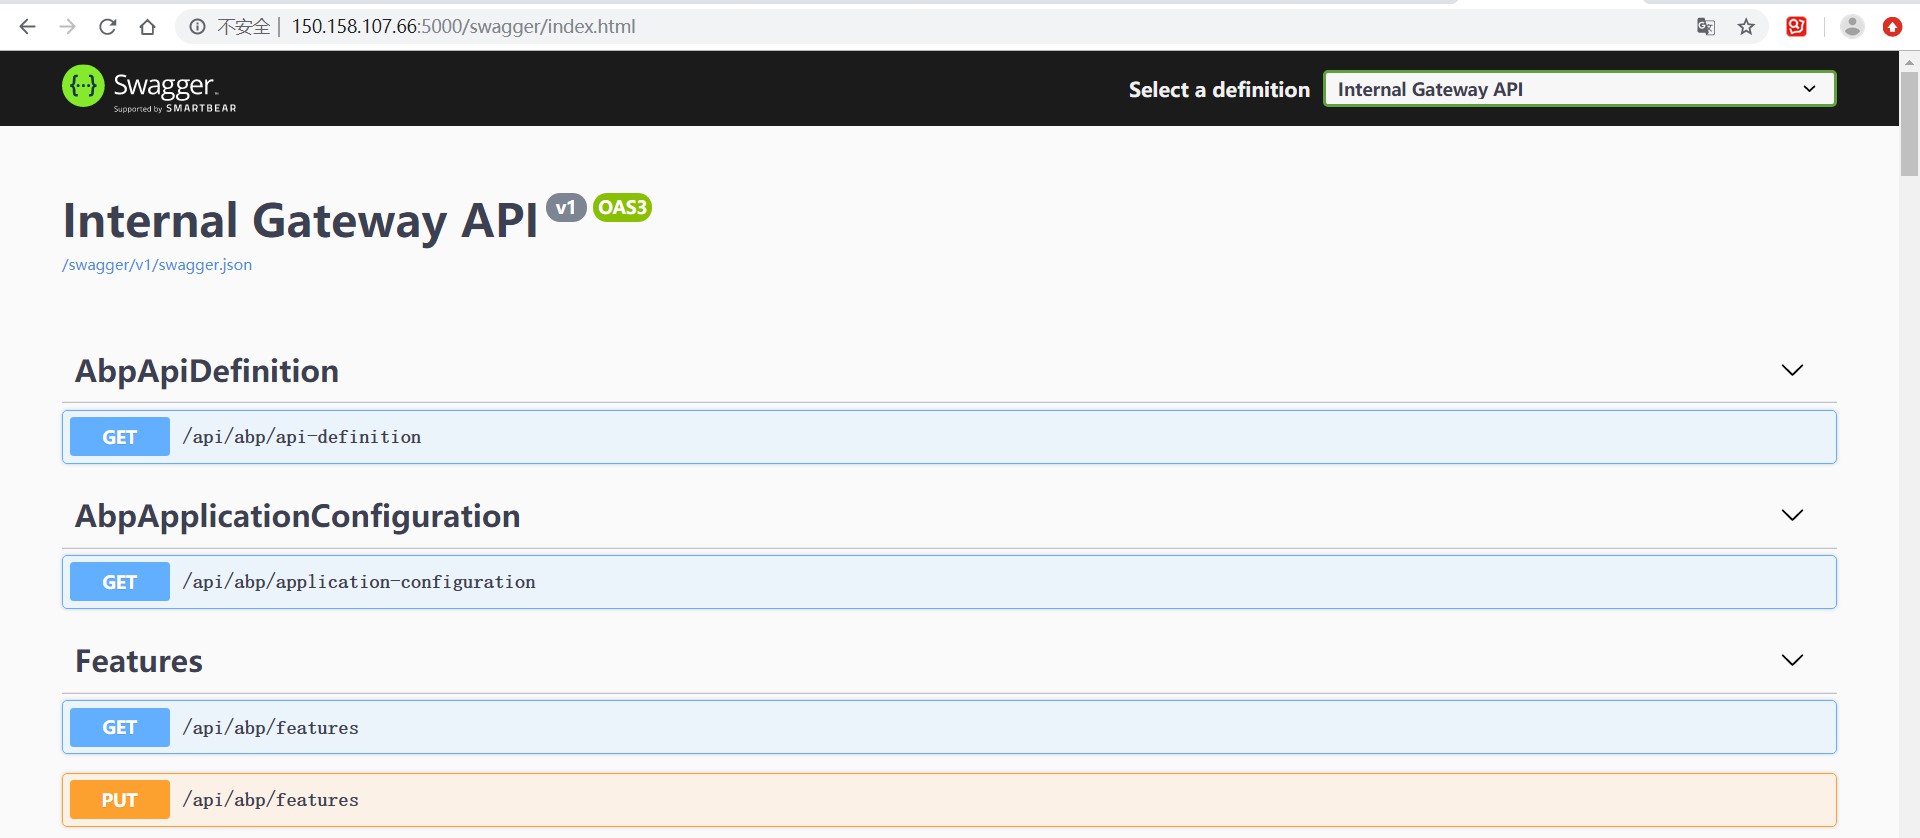 不安全 | 150.158.107.66:5000/swagger/index.html
{···} Swagger.
Supported by SMARTBEAR
Select a definition
Internal Gateway API
Internal Gateway API v1 OAS3
/swagger/v1/swagger.json
AbpApiDefinition
GET /api/abp/api-definition
AbpApplicationConfiguration
GET /api/abp/application-configuration
Features
GET /api/abp/features
PUT /api/abp/features